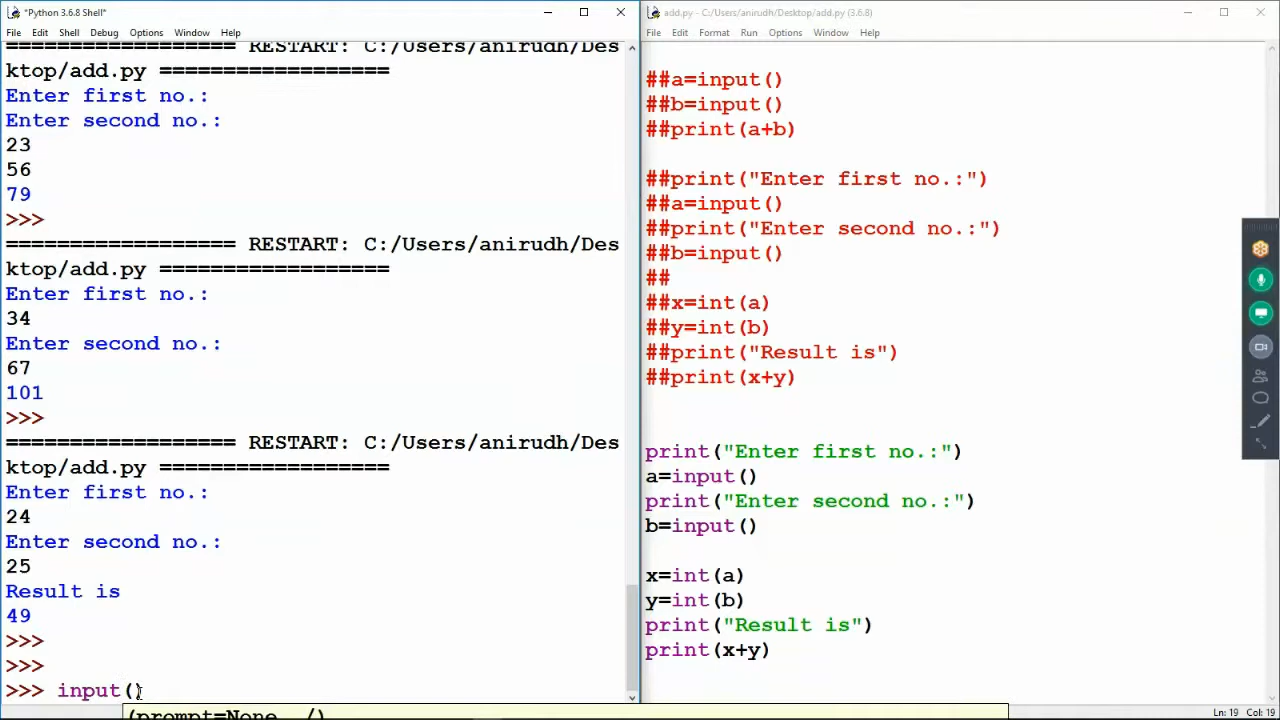 *Python 3.6.8 Shell*
File Edit Shell Debug Options Window Help
================== RESTART: C:/Users/anirudh/Des
ktop/add.py ==================
Enter first no.:
Enter second no.:
23
56
79
>>>
================== RESTART: C:/Users/anirudh/Des
ktop/add.py ==================
Enter first no.:
34
Enter second no.:
67
101
>>>
================== RESTART: C:/Users/anirudh/Des
ktop/add.py ==================
Enter first no.:
24
Enter second no.:
25
Result is
49
>>>
>>>
>>> input()
(prompt=None, /)
add.py - C:/Users/anirudh/Desktop/add.py (3.6.8)
File Edit Format Run Options Window Help
##a=input()
##b=input()
##print(a+b)
##print("Enter first no.:")
##a=input()
##print("Enter second no.:")
##b=input()
##
##x=int(a)
##y=int(b)
##print("Result is")
##print(x+y)
print("Enter first no.:")
a=input()
print("Enter second no.:")
b=input()
x=int(a)
y=int(b)
print("Result is")
print(x+y)
Ln: 19 Col: 19